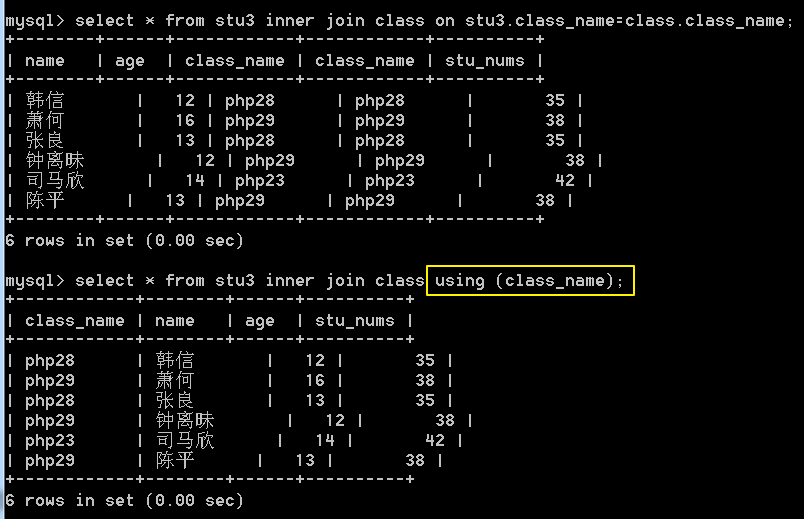 mysql> select * from stu3 inner join class on stu3.class_name=class.class_name;
+--------+-----+------------+------------+----------+
| name   | age | class_name | class_name | stu_nums |
+--------+-----+------------+------------+----------+
| 韩信       |   12 | php28      | php28      |       35 |
| 萧何       |   16 | php29      | php29      |       38 |
| 张良       |   13 | php28      | php28      |       35 |
| 钟离昧       |   12 | php29      | php29      |       38 |
| 司马欣      |   14 | php23      | php23      |       42 |
| 陈平      |   13 | php29      | php29      |       38 |
+--------+-----+------------+------------+----------+
6 rows in set (0.00 sec)
mysql> select * from stu3 inner join class using (class_name);
+------------+--------+-----+----------+
| class_name | name   | age | stu_nums |
+------------+--------+-----+----------+
| php28      | 韩信       |   12 |       35 |
| php29      | 萧何       |   16 |       38 |
| php28      | 张良       |   13 |       35 |
| php29      | 钟离昧       |   12 |       38 |
| php23      | 司马欣      |   14 |       42 |
| php29      | 陈平      |   13 |       38 |
+------------+--------+-----+----------+
6 rows in set (0.00 sec)